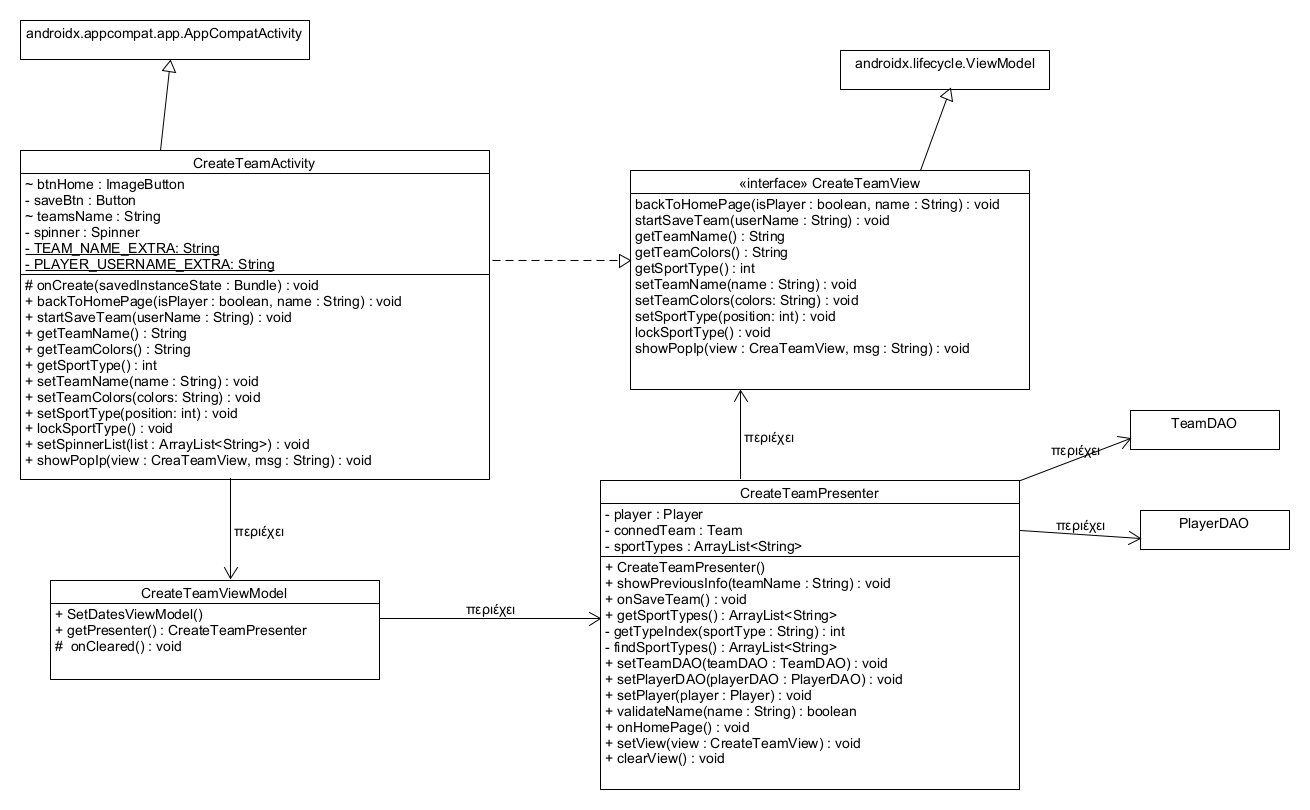 androidx.appcompat.app.AppCompatActivity
androidx.lifecycle.ViewModel
CreateTeamActivity
~ btnHome : ImageButton
- saveBtn : Button
~ teamsName : String
- spinner : Spinner
- TEAM_NAME_EXTRA: String
- PLAYER_USERNAME_EXTRA: String
# onCreate(savedInstanceState : Bundle) : void
+ backToHomePage(isPlayer : boolean, name : String) : void
+ startSaveTeam(userName : String) : void
+ getTeamName() : String
+ getTeamColors() : String
+ getSportType() : int
+ setTeamName(name : String) : void
+ setTeamColors(colors: String) : void
+ setSportType(position: int) : void
+ lockSportType() : void
+ setSpinnerList(list : ArrayList<String>) : void
+ showPopIp(view : CreaTeamView, msg : String) : void
«interface» CreateTeamView
backToHomePage(isPlayer : boolean, name : String) : void
startSaveTeam(userName : String) : void
getTeamName() : String
getTeamColors() : String
getSportType() : int
setTeamName(name : String) : void
setTeamColors(colors: String) : void
setSportType(position: int) : void
lockSportType() : void
showPopIp(view : CreaTeamView, msg : String) : void
περιέχει
TeamDAO
περιέχει
PlayerDAO
περιέχει
περιέχει
CreateTeamViewModel
+ SetDatesViewModel()
+ getPresenter() : CreateTeamPresenter
#  onCleared() : void
περιέχει
CreateTeamPresenter
- player : Player
- connedTeam : Team
- sportTypes : ArrayList<String>
+ CreateTeamPresenter()
+ showPreviousInfo(teamName : String) : void
+ onSaveTeam() : void
+ getSportTypes() : ArrayList<String>
- getTypeIndex(sportType : String) : int
- findSportTypes() : ArrayList<String>
+ setTeamDAO(teamDAO : TeamDAO) : void
+ setPlayerDAO(playerDAO : PlayerDAO) : void
+ setPlayer(player : Player) : void
+ validateName(name : String) : boolean
+ onHomePage() : void
+ setView(view : CreateTeamView) : void
+ clearView() : void